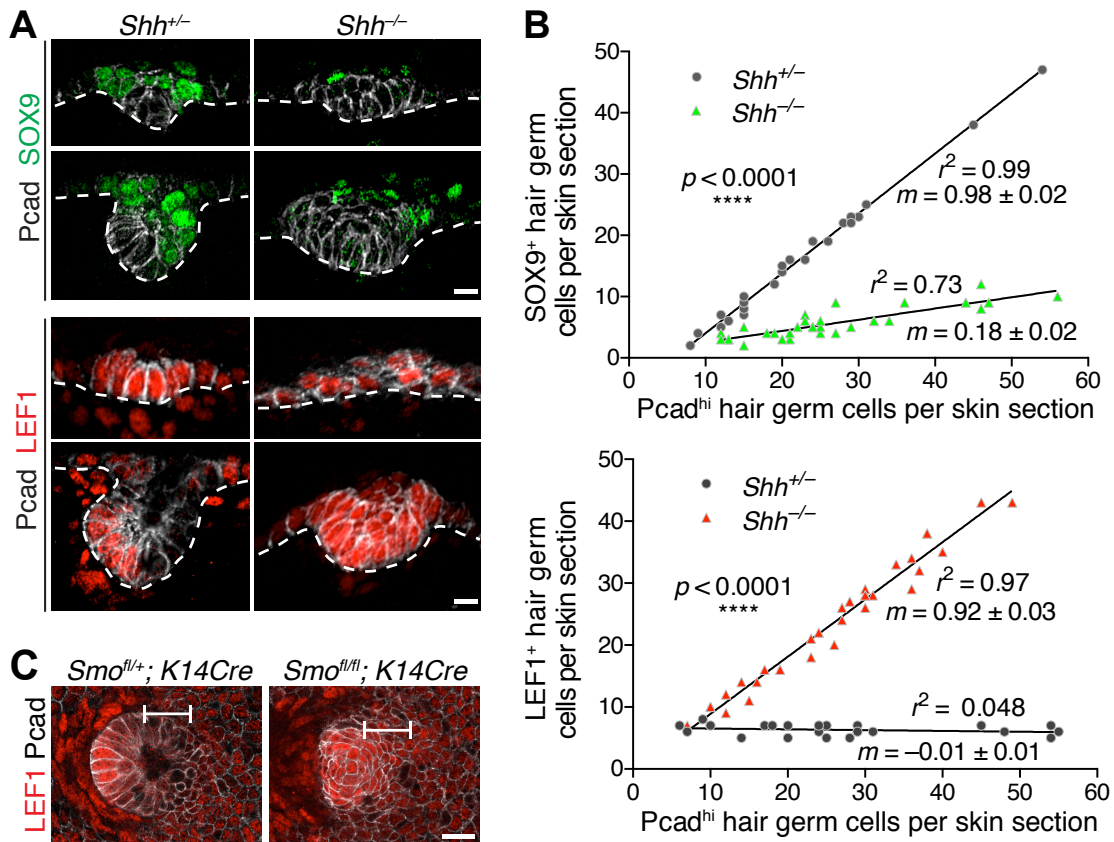 A
Shh+/–
Shh–/–
Pcad SOX9
Pcad LEF1
B
50
40
30
20
10
0
SOX9+ hair germ
cells per skin section
Shh+/–
Shh–/–
p < 0.0001
****
r2 = 0.99
m = 0.98 ± 0.02
r2 = 0.73
m = 0.18 ± 0.02
0 10 20 30 40 50 60
Pcadhi hair germ cells per skin section
50
40
30
20
10
0
LEF1+ hair germ
cells per skin section
Shh+/–
Shh–/–
p < 0.0001
****
r2 = 0.97
m = 0.92 ± 0.03
r2 = 0.048
m = –0.01 ± 0.01
0 10 20 30 40 50 60
Pcadhi hair germ cells per skin section
C
Smofl/+; K14Cre
Smofl/fl; K14Cre
LEF1 Pcad